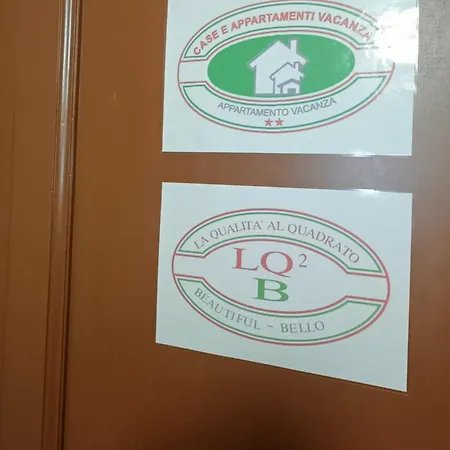 CASE E APPARTAMENTI VACANZA
APPARTAMENTO VACANZA
★★
LA QUALITA' AL QUADRATO
LQ²
B
BEAUTIFUL - BELLO